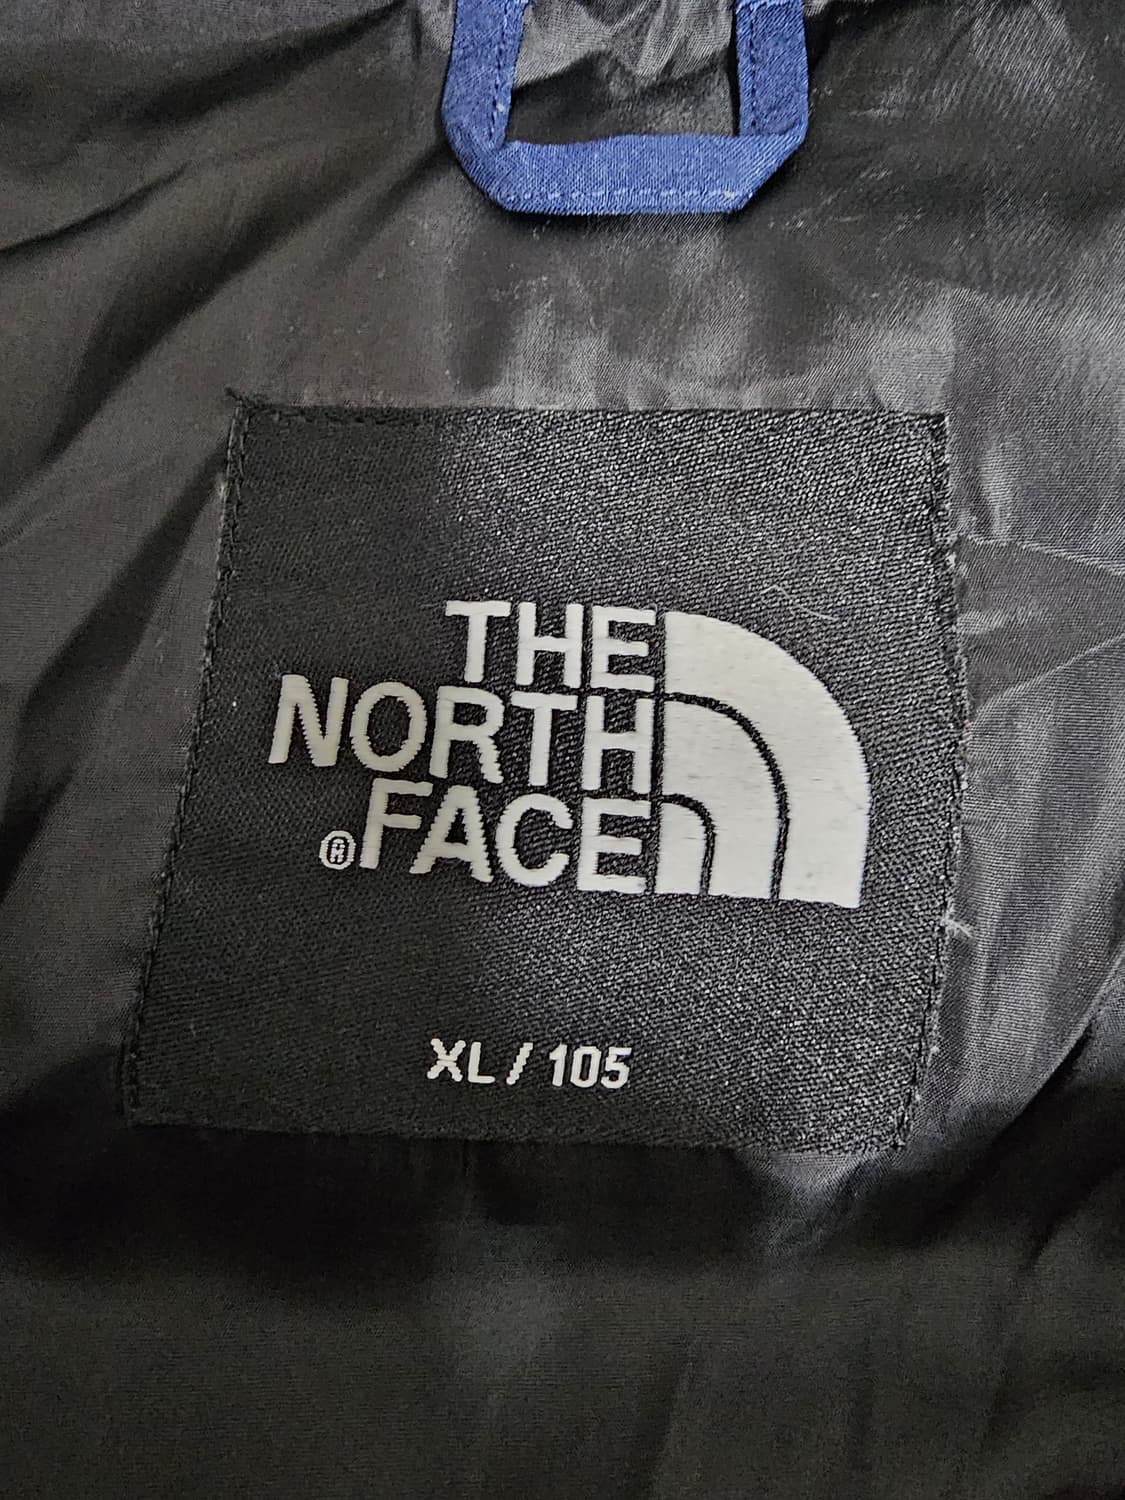 THE
NORTH
®FACE
XL / 105